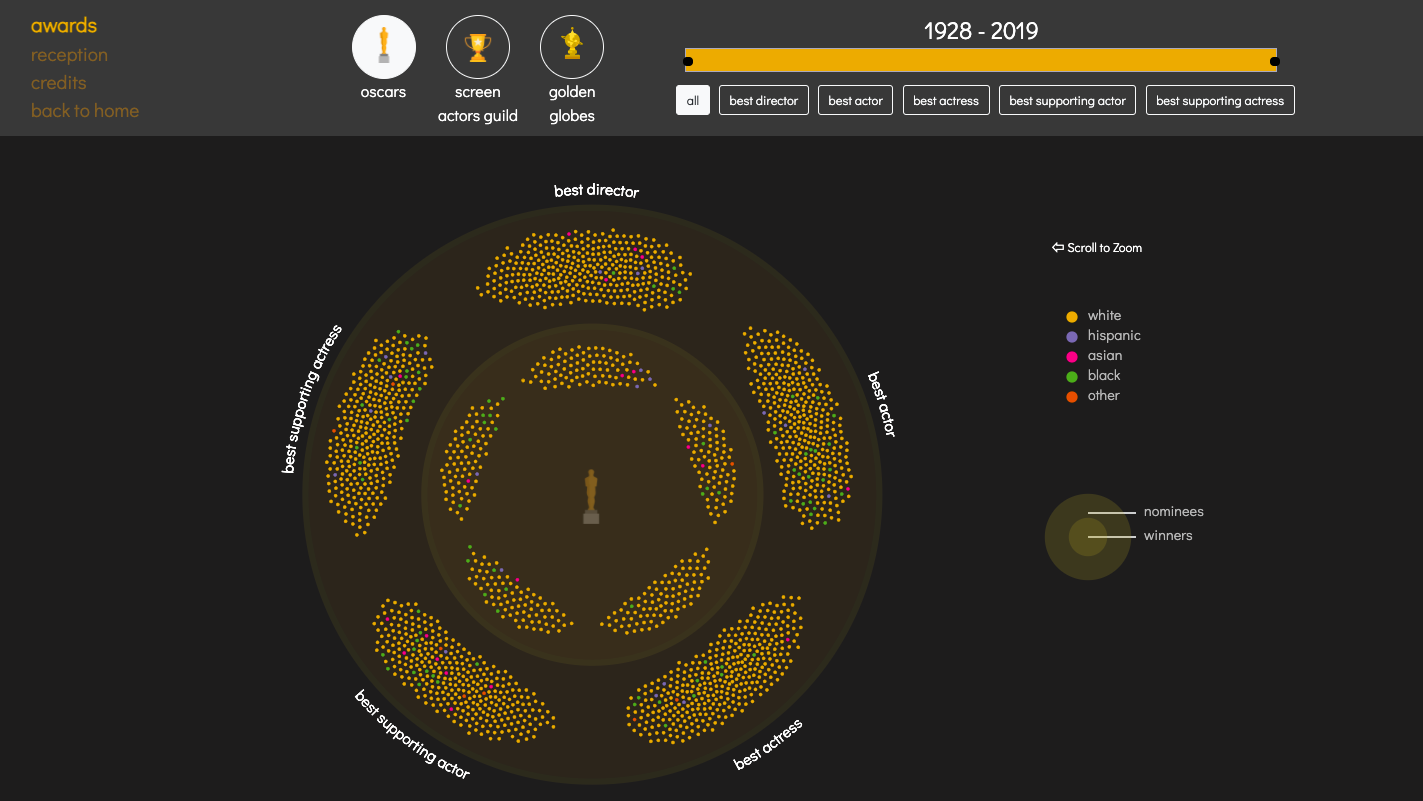 awards
reception
credits
back to home
oscars
screen
actors guild
golden
globes
1928 - 2019
all
best director
best actor
best actress
best supporting actor
best supporting actress
best director
best supporting actress
best actor
best supporting actor
best actress
⇦ Scroll to Zoom
white
hispanic
asian
black
other
nominees
winners